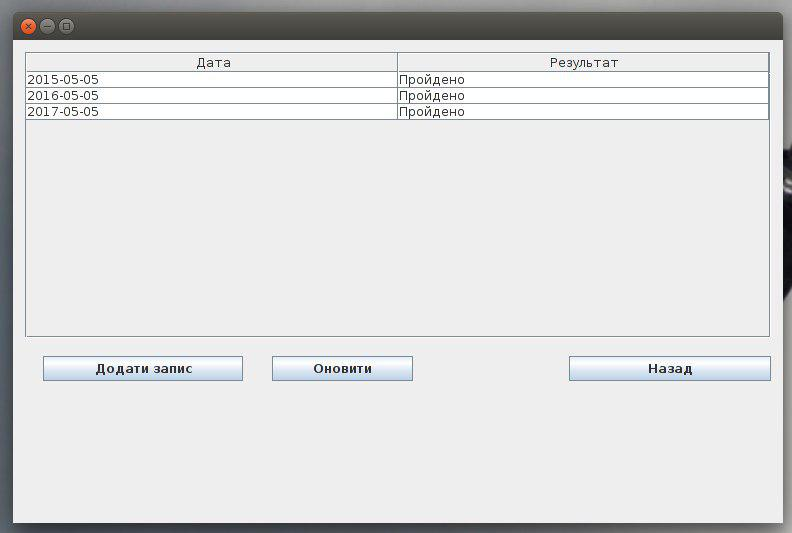 Дата Результат
2015-05-05 Пройдено
2016-05-05 Пройдено
2017-05-05 Пройдено
Додати запис Оновити Назад